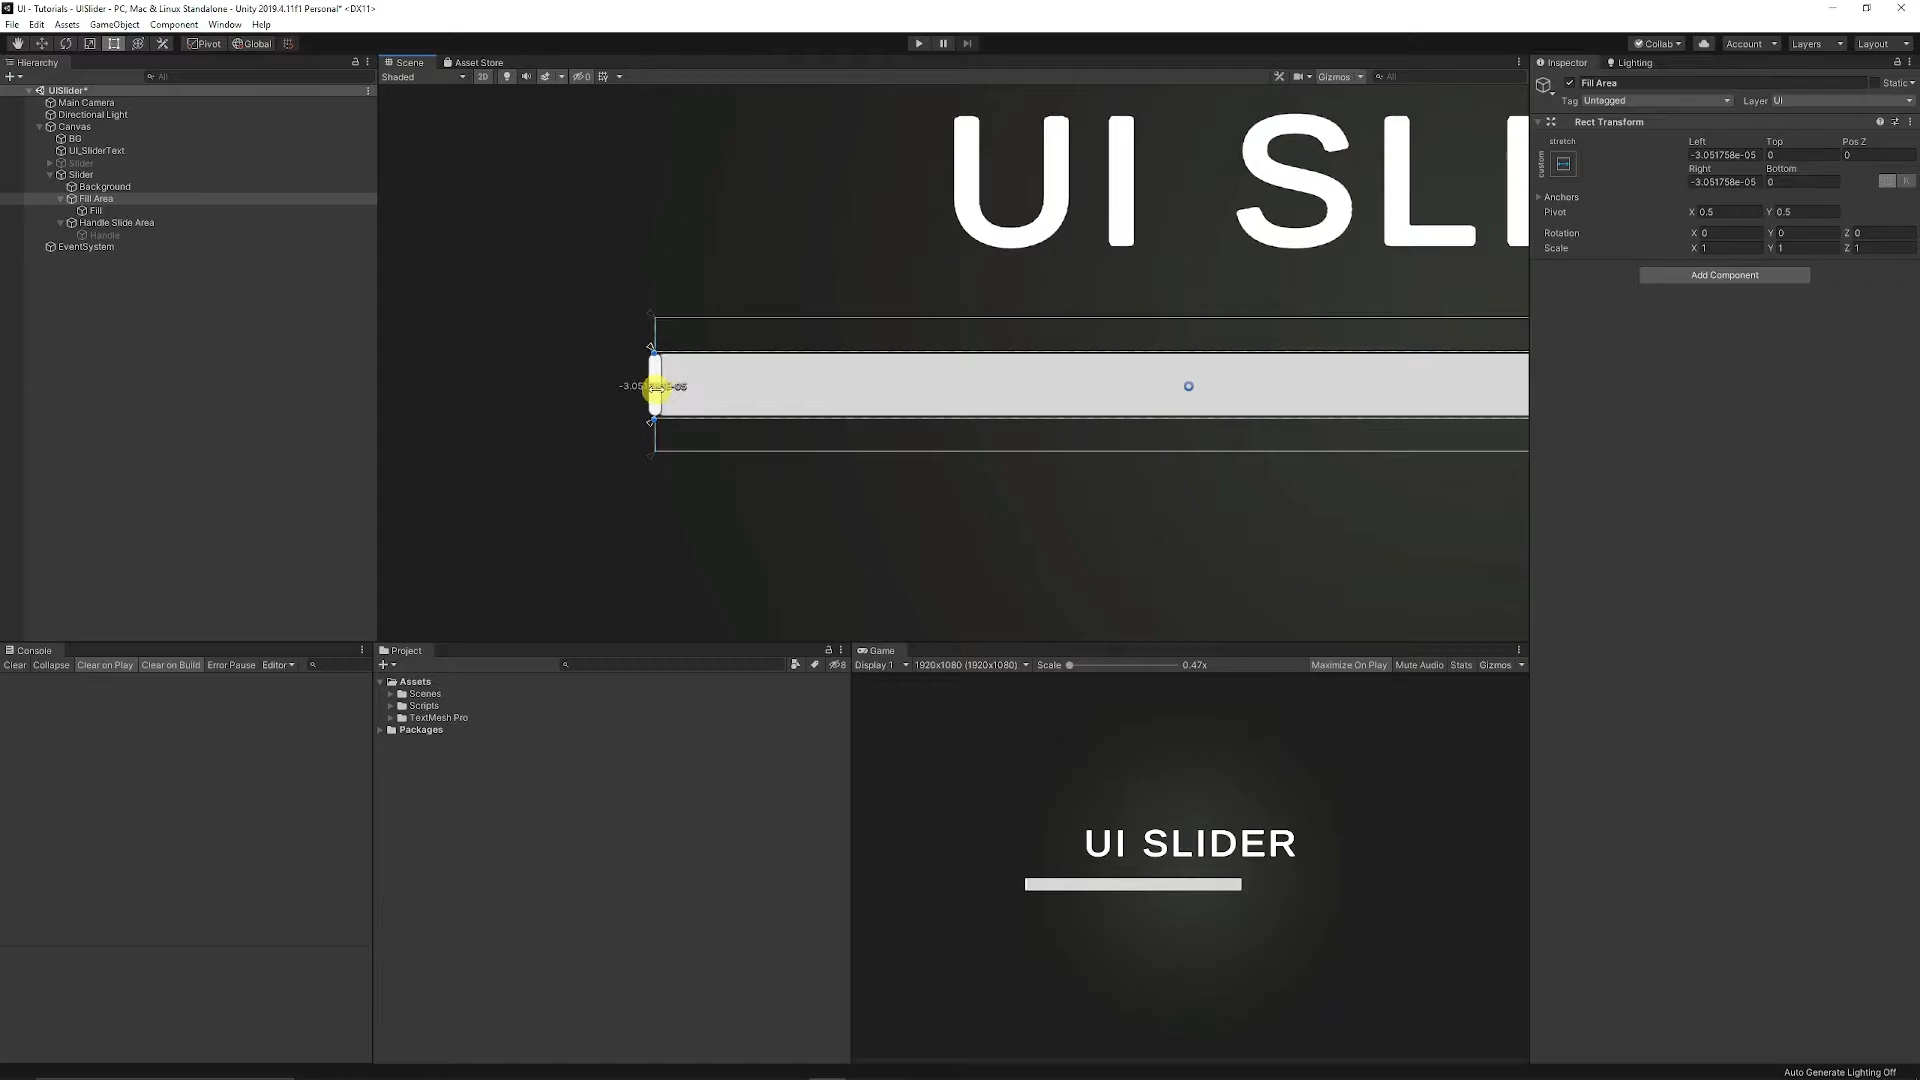 UI - Tutorials - UISlider - PC, Mac & Linux Standalone - Unity 2019.4.11f1 Personal* <DX11>
File Edit Assets GameObject Component Window Help
Pivot Global Collab Account Layers Layout
Hierarchy
All
UISlider*
Main Camera
Directional Light
Canvas
BG
UI_SliderText
Slider
Slider
Background
Fill Area
Fill
Handle Slide Area
Handle
EventSystem
Scene Asset Store
Shaded 2D 0 Gizmos All
UI SLI
Inspector Lighting
Fill Area Static
Tag Untagged Layer UI
Rect Transform
stretch Left Top Pos Z
custom -3.051758e-05 0 0
Right Bottom
-3.051758e-05 0 R
Anchors
Pivot X 0.5 Y 0.5
Rotation X 0 Y 0 Z 0
Scale X 1 Y 1 Z 1
Add Component
Console
Clear Collapse Clear on Play Clear on Build Error Pause Editor
Project
8
Assets
Scenes
Scripts
TextMesh Pro
Packages
Game
Display 1 1920x1080 (1920x1080) Scale 0.47x Maximize On Play Mute Audio Stats Gizmos
UI SLIDER
Auto Generate Lighting Off